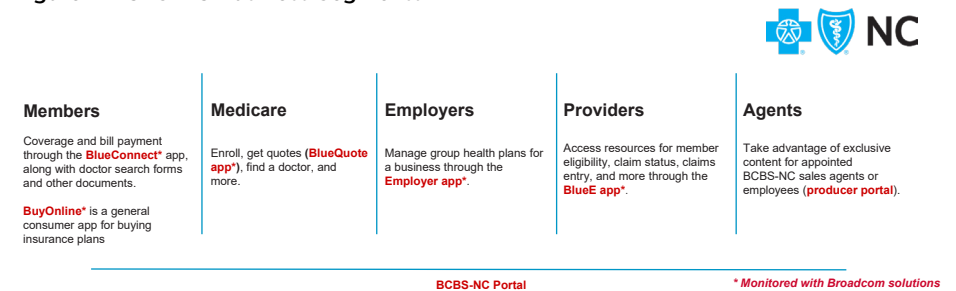 NC
Members
Coverage and bill payment
through the BlueConnect* app,
along with doctor search forms
and other documents.
BuyOnline* is a general
consumer app for buying
insurance plans
Medicare
Enroll, get quotes (BlueQuote
app*), find a doctor, and
more.
Employers
Manage group health plans for
a business through the
Employer app*.
Providers
Access resources for member
eligibility, claim status, claims
entry, and more through the
BlueE app*.
Agents
Take advantage of exclusive
content for appointed
BCBS-NC sales agents or
employees (producer portal).
BCBS-NC Portal
* Monitored with Broadcom solutions